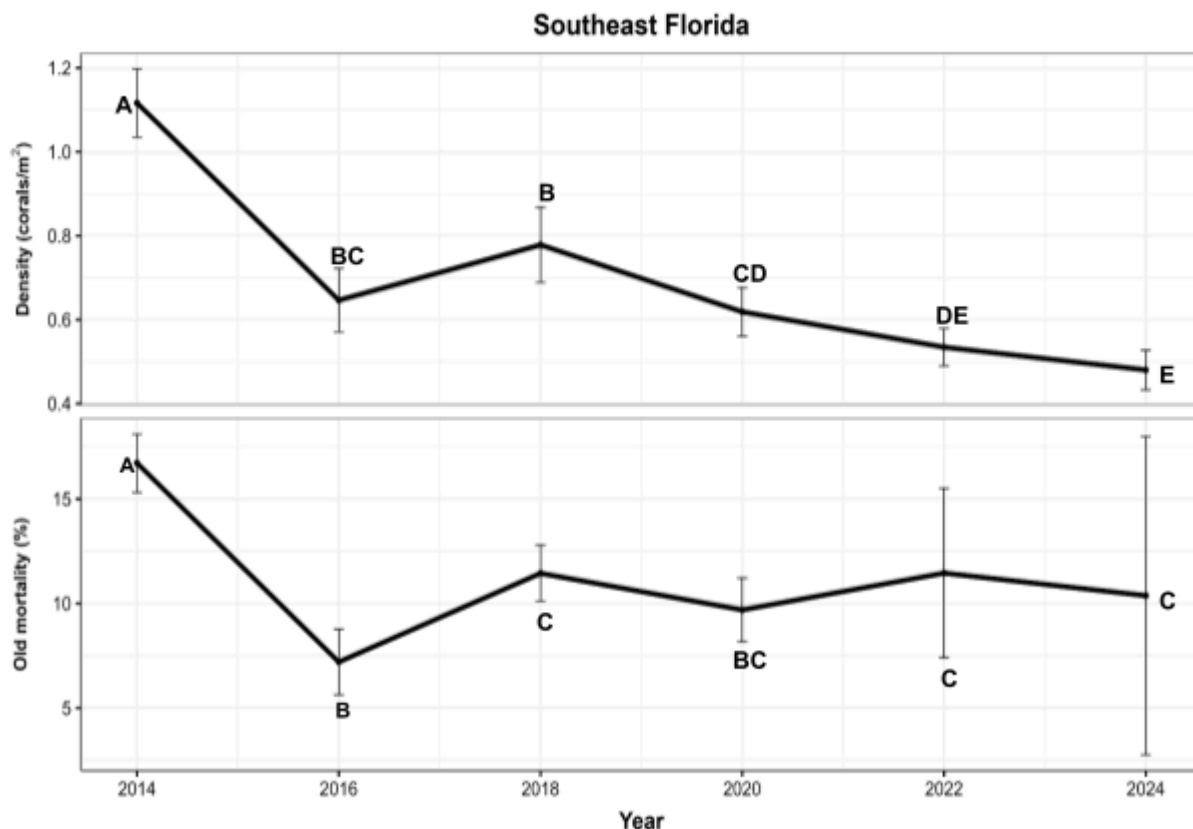 Southeast Florida
Density (corals/m²)
1.2
1.0
0.8
0.6
0.4
A
BC
B
CD
DE
E
Old mortality (%)
15
10
5
A
B
C
BC
C
C
2014 2016 2018 2020 2022 2024
Year